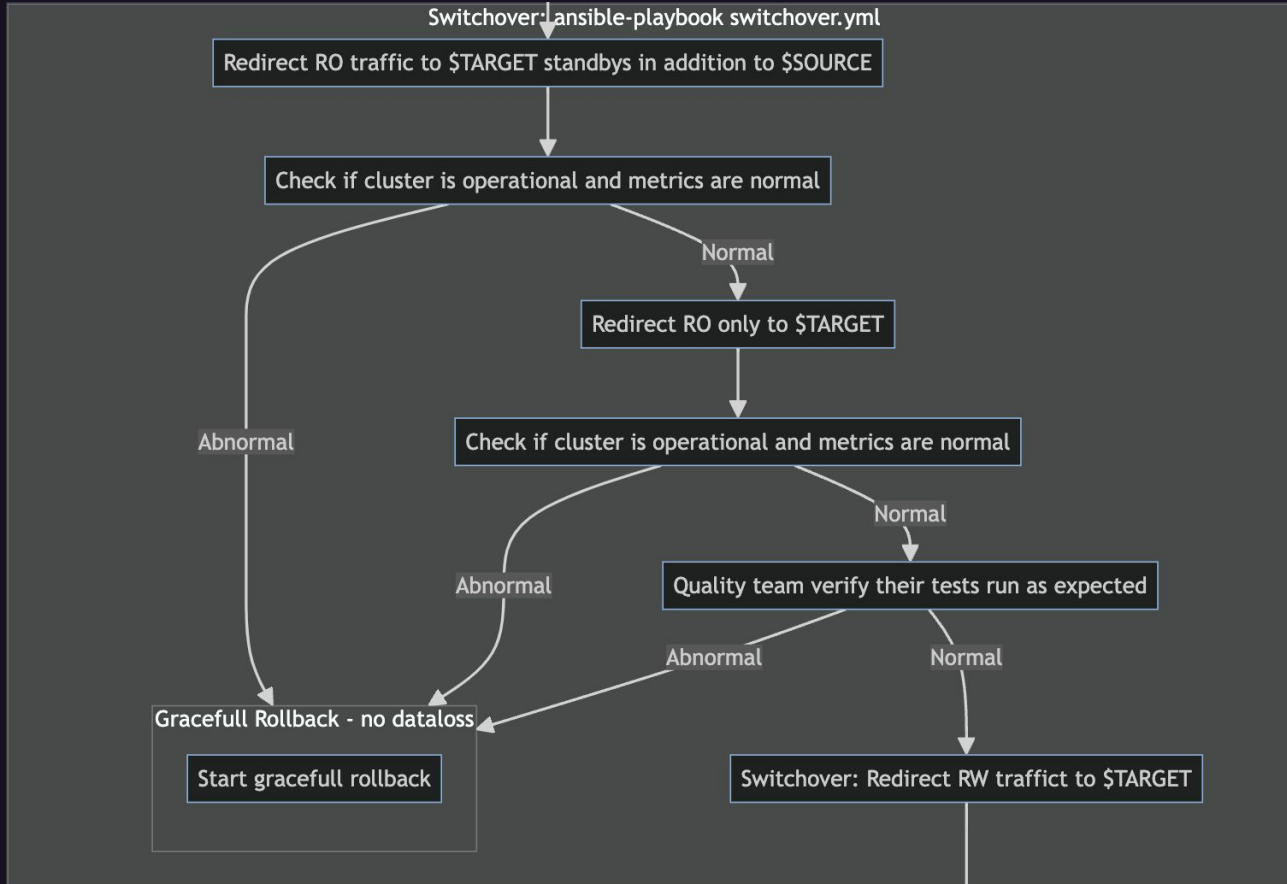 Switchover: ansible-playbook switchover.yml
Redirect RO traffic to $TARGET standbys in addition to $SOURCE
Check if cluster is operational and metrics are normal
Normal
Redirect RO only to $TARGET
Abnormal
Check if cluster is operational and metrics are normal
Normal
Abnormal
Quality team verify their tests run as expected
Abnormal
Normal
Gracefull Rollback - no dataloss
Start gracefull rollback
Switchover: Redirect RW traffict to $TARGET